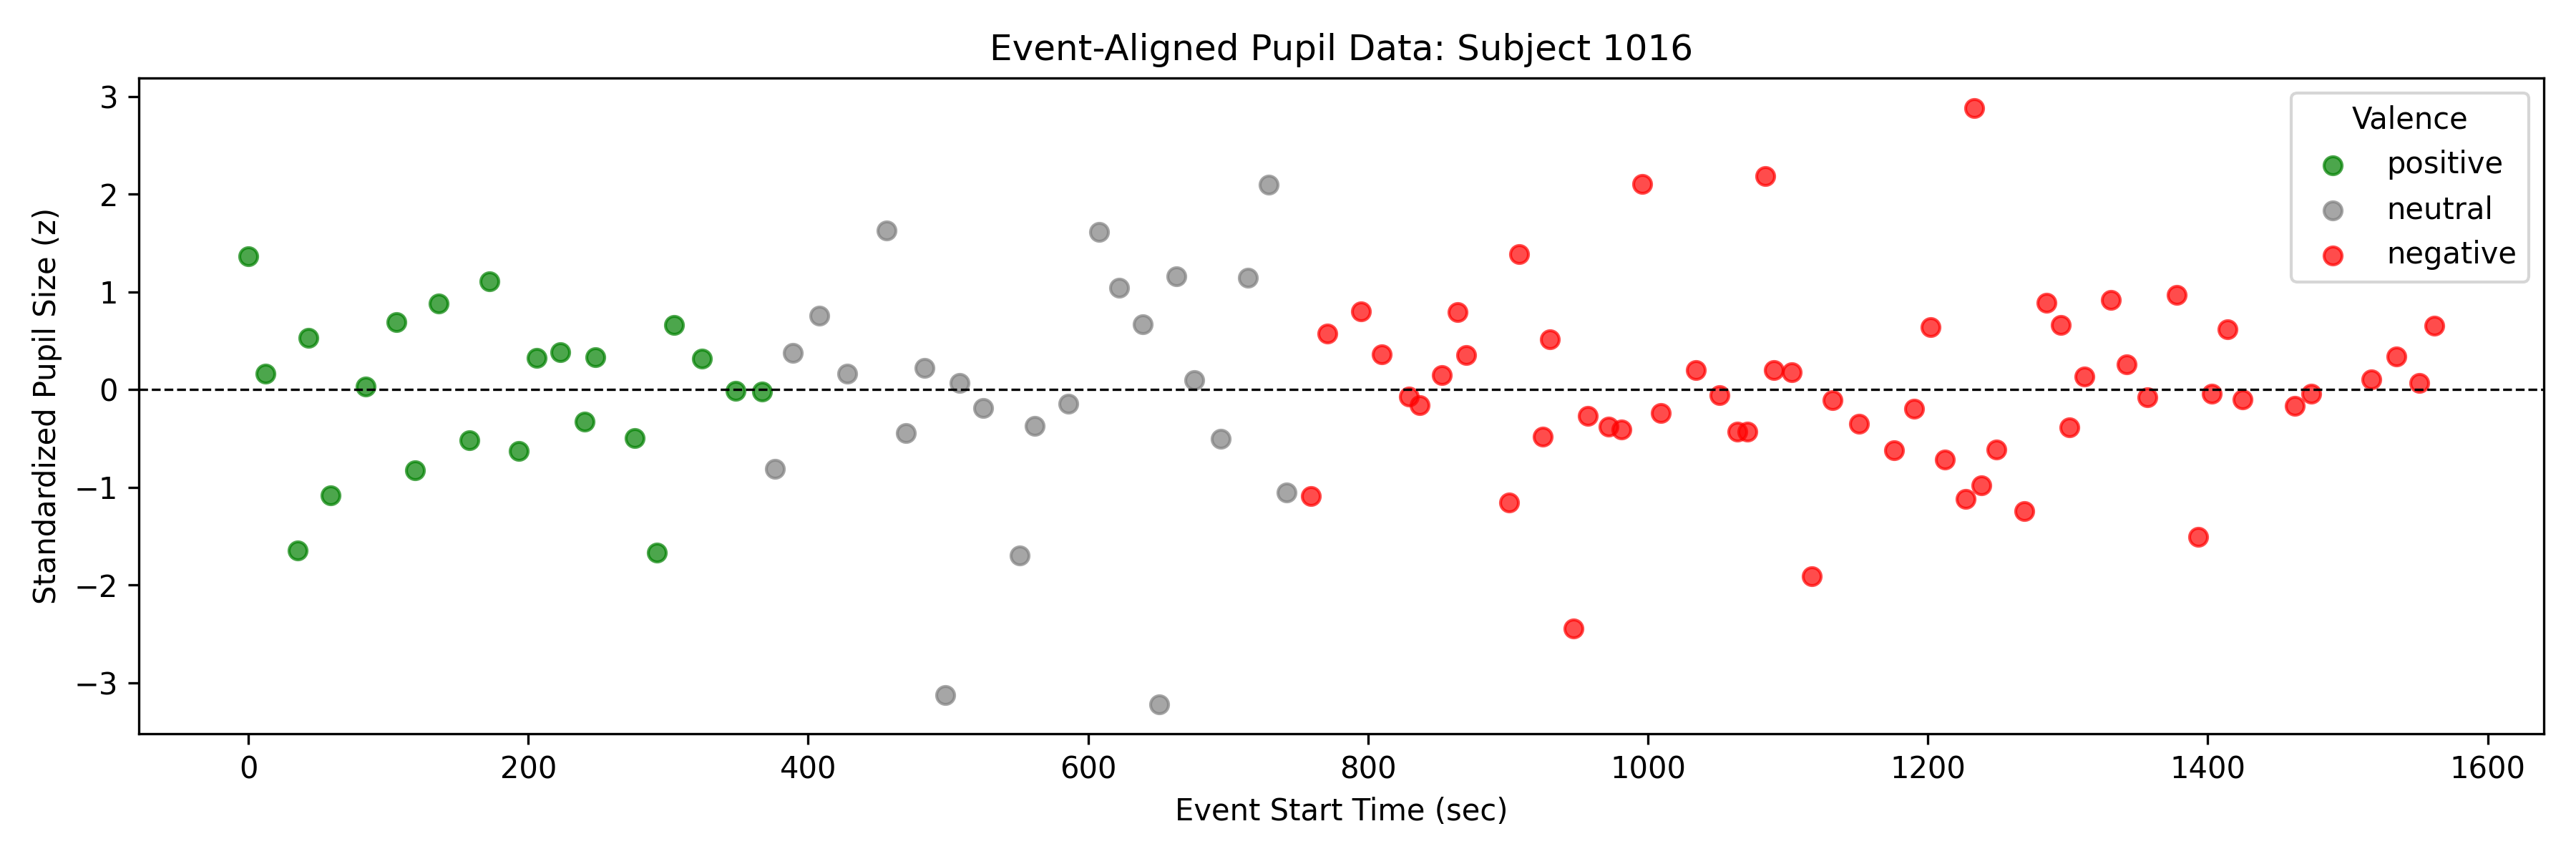 Event-Aligned Pupil Data: Subject 1016
Standardized Pupil Size (z)
3
2
1
0
−1
−2
−3
Valence
positive
neutral
negative
0 200 400 600 800 1000 1200 1400 1600
Event Start Time (sec)